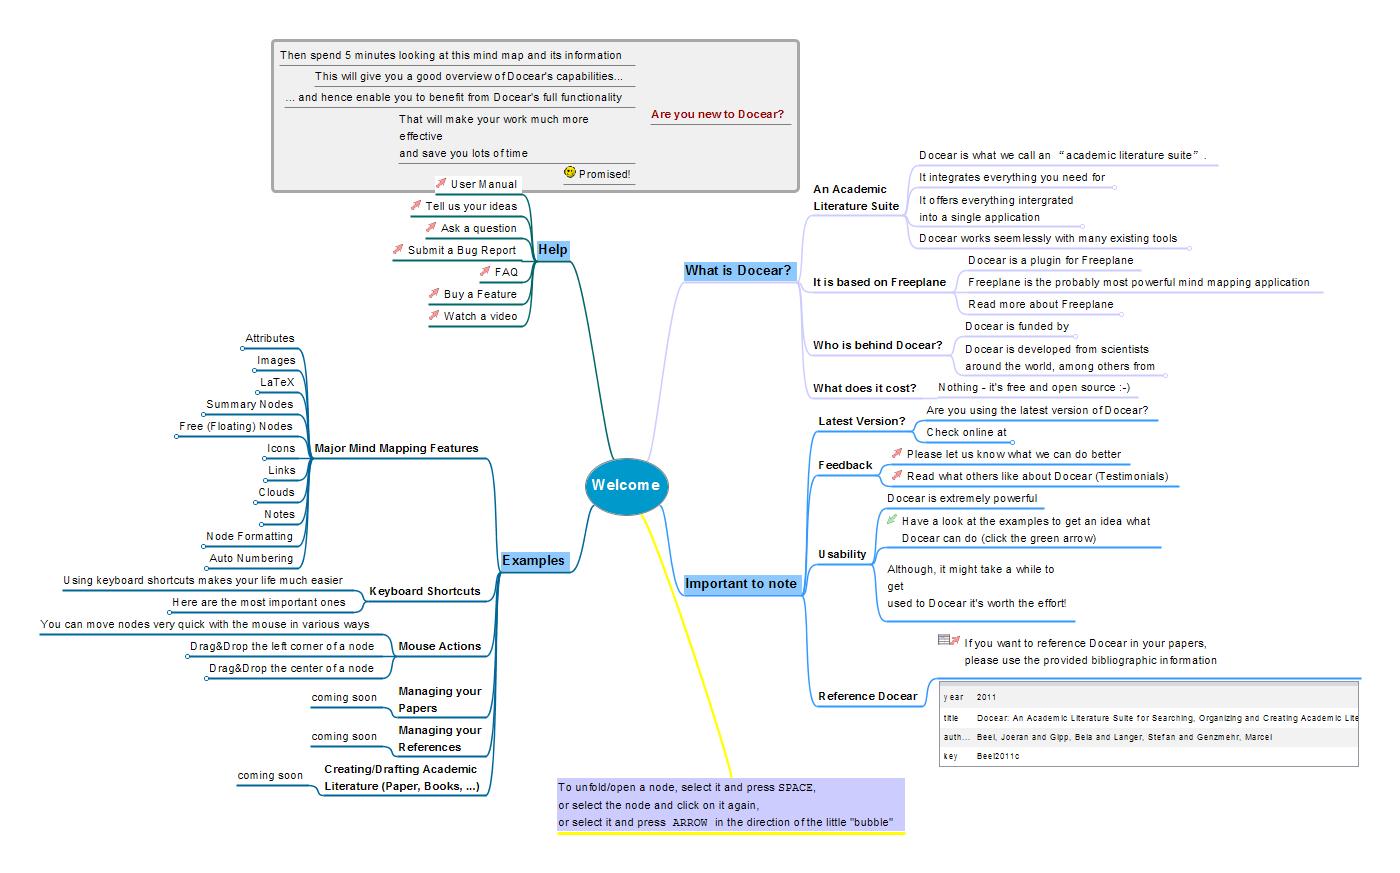 Then spend 5 minutes looking at this mind map and its information
This will give you a good overview of Docear's capabilities...
... and hence enable you to benefit from Docear's full functionality
That will make your work much more
effective
and save you lots of time
Promised!
Are you new to Docear?
User Manual
Tell us your ideas
Ask a question
Submit a Bug Report
FAQ
Buy a Feature
Watch a video
Help
Attributes
Images
LaTeX
Summary Nodes
Free (Floating) Nodes
Icons
Links
Clouds
Notes
Node Formatting
Auto Numbering
Major Mind Mapping Features
Using keyboard shortcuts makes your life much easier
Here are the most important ones
Keyboard Shortcuts
You can move nodes very quick with the mouse in various ways
Drag&Drop the left corner of a node
Drag&Drop the center of a node
Mouse Actions
coming soon
Managing your
Papers
coming soon
Managing your
References
coming soon
Creating/Drafting Academic
Literature (Paper, Books, ...)
Examples
Welcome
What is Docear?
An Academic
Literature Suite
Docear is what we call an “academic literature suite”.
It integrates everything you need for
It offers everything intergrated
into a single application
Docear works seemlessly with many existing tools
It is based on Freeplane
Docear is a plugin for Freeplane
Freeplane is the probably most powerful mind mapping application
Read more about Freeplane
Who is behind Docear?
Docear is funded by
Docear is developed from scientists
around the world, among others from
What does it cost?
Nothing - it's free and open source :-)
Important to note
Latest Version?
Are you using the latest version of Docear?
Check online at
Feedback
Please let us know what we can do better
Read what others like about Docear (Testimonials)
Usability
Docear is extremely powerful
Have a look at the examples to get an idea what
Docear can do (click the green arrow)
Although, it might take a while to
get
used to Docear it's worth the effort!
Reference Docear
If you want to reference Docear in your papers,
please use the provided bibliographic information
year 2011
title Docear: An Academic Literature Suite for Searching, Organizing and Creating Academic Lite
auth... Beel, Joeran and Gipp, Bela and Langer, Stefan and Genzmehr, Marcel
key Beel2011c
To unfold/open a node, select it and press SPACE,
or select the node and click on it again,
or select it and press ARROW in the direction of the little "bubble"